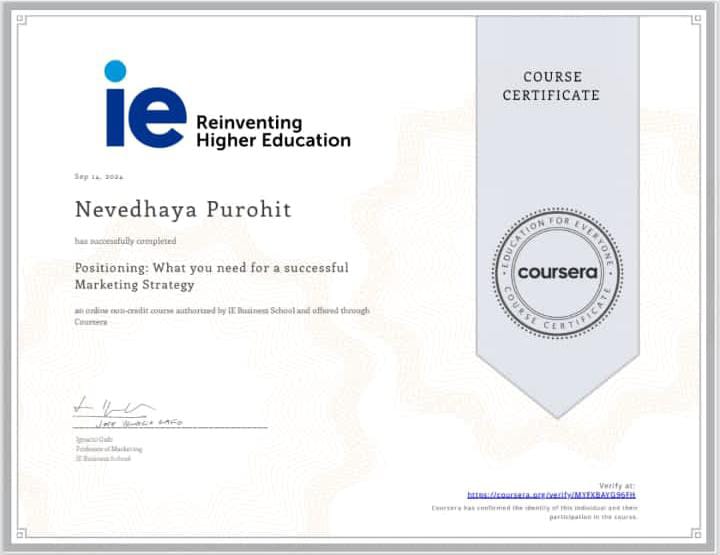 ie
Reinventing
Higher Education
COURSE
CERTIFICATE
Sep 14, 2024
Nevedhaya Purohit
has successfully completed
Positioning: What you need for a successful
Marketing Strategy
an online non-credit course authorized by IE Business School and offered through
Coursera
EDUCATION FOR EVERYONE
coursera
COURSE CERTIFICATE
JOSE IGNACIO GAFO
Ignacio Gafo
Professor of Marketing
IE Business School
Verify at:
https://coursera.org/verify/MYFXBAYG96FH
Coursera has confirmed the identity of this individual and their
participation in the course.